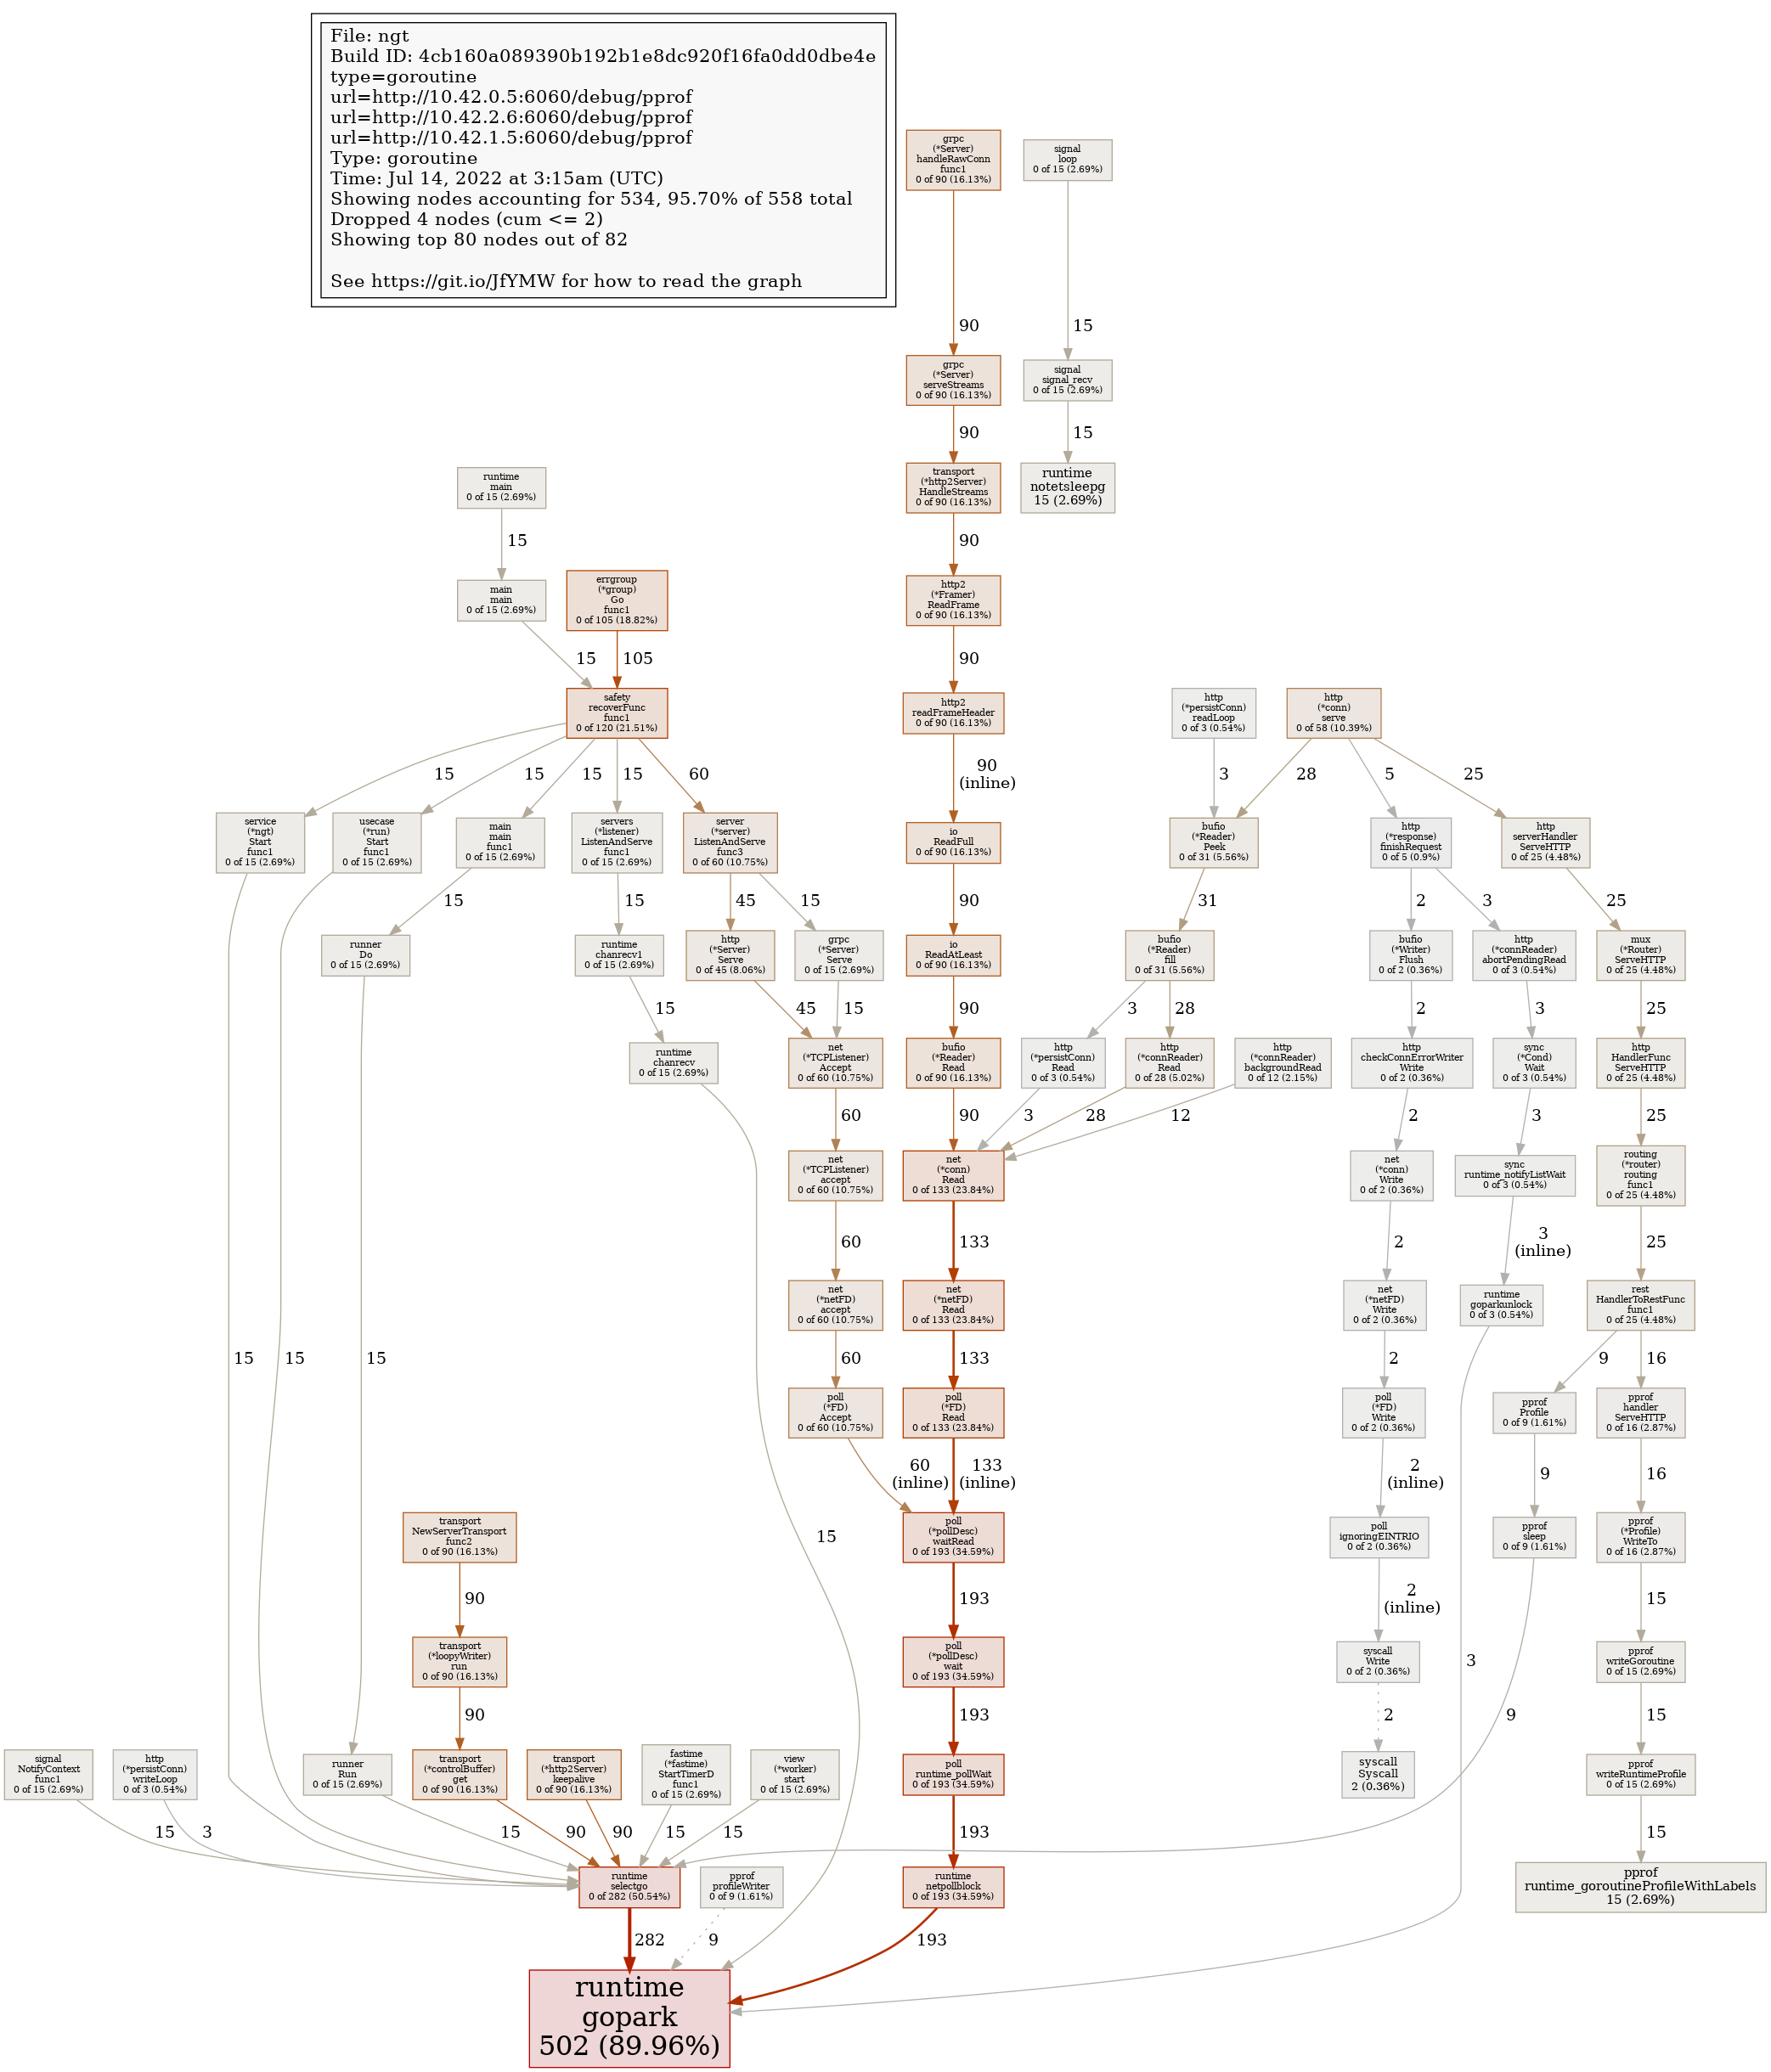 File: ngt
Build ID: 4cb160a089390b192b1e8dc920f16fa0dd0dbe4e
type=goroutine
url=http://10.42.0.5:6060/debug/pprof
url=http://10.42.2.6:6060/debug/pprof
url=http://10.42.1.5:6060/debug/pprof
Type: goroutine
Time: Jul 14, 2022 at 3:15am (UTC)
Showing nodes accounting for 534, 95.70% of 558 total
Dropped 4 nodes (cum <= 2)
Showing top 80 nodes out of 82
See https://git.io/JfYMW for how to read the graph
grpc
(*Server)
handleRawConn
func1
0 of 90 (16.13%)
signal
loop
0 of 15 (2.69%)
90
15
grpc
(*Server)
serveStreams
0 of 90 (16.13%)
signal
signal_recv
0 of 15 (2.69%)
90
15
runtime
main
0 of 15 (2.69%)
transport
(*http2Server)
HandleStreams
0 of 90 (16.13%)
runtime
notetsleepg
15 (2.69%)
15
90
main
main
0 of 15 (2.69%)
errgroup
(*group)
Go
func1
0 of 105 (18.82%)
http2
(*Framer)
ReadFrame
0 of 90 (16.13%)
15
105
90
safety
recoverFunc
func1
0 of 120 (21.51%)
http2
readFrameHeader
0 of 90 (16.13%)
http
(*persistConn)
readLoop
0 of 3 (0.54%)
http
(*conn)
serve
0 of 58 (10.39%)
15
15
15
15
60
90
(inline)
3
28
5
25
service
(*ngt)
Start
func1
0 of 15 (2.69%)
usecase
(*run)
Start
func1
0 of 15 (2.69%)
main
main
func1
0 of 15 (2.69%)
servers
(*listener)
ListenAndServe
func1
0 of 15 (2.69%)
server
(*server)
ListenAndServe
func3
0 of 60 (10.75%)
io
ReadFull
0 of 90 (16.13%)
bufio
(*Reader)
Peek
0 of 31 (5.56%)
http
(*response)
finishRequest
0 of 5 (0.9%)
http
serverHandler
ServeHTTP
0 of 25 (4.48%)
15
15
45
15
90
31
2
3
25
runner
Do
0 of 15 (2.69%)
runtime
chanrecv1
0 of 15 (2.69%)
http
(*Server)
Serve
0 of 45 (8.06%)
grpc
(*Server)
Serve
0 of 15 (2.69%)
io
ReadAtLeast
0 of 90 (16.13%)
bufio
(*Reader)
fill
0 of 31 (5.56%)
bufio
(*Writer)
Flush
0 of 2 (0.36%)
http
(*connReader)
abortPendingRead
0 of 3 (0.54%)
mux
(*Router)
ServeHTTP
0 of 25 (4.48%)
15
45
15
90
3
28
2
3
25
runtime
chanrecv
0 of 15 (2.69%)
net
(*TCPListener)
Accept
0 of 60 (10.75%)
bufio
(*Reader)
Read
0 of 90 (16.13%)
http
(*persistConn)
Read
0 of 3 (0.54%)
http
(*connReader)
Read
0 of 28 (5.02%)
http
(*connReader)
backgroundRead
0 of 12 (2.15%)
http
checkConnErrorWriter
Write
0 of 2 (0.36%)
sync
(*Cond)
Wait
0 of 3 (0.54%)
http
HandlerFunc
ServeHTTP
0 of 25 (4.48%)
60
90
3
28
12
2
3
25
net
(*TCPListener)
accept
0 of 60 (10.75%)
net
(*conn)
Read
0 of 133 (23.84%)
net
(*conn)
Write
0 of 2 (0.36%)
sync
runtime_notifyListWait
0 of 3 (0.54%)
routing
(*router)
routing
func1
0 of 25 (4.48%)
60
133
2
3
(inline)
25
net
(*netFD)
accept
0 of 60 (10.75%)
net
(*netFD)
Read
0 of 133 (23.84%)
net
(*netFD)
Write
0 of 2 (0.36%)
runtime
goparkunlock
0 of 3 (0.54%)
rest
HandlerToRestFunc
func1
0 of 25 (4.48%)
15
15
15
60
133
2
9
16
poll
(*FD)
Accept
0 of 60 (10.75%)
poll
(*FD)
Read
0 of 133 (23.84%)
poll
(*FD)
Write
0 of 2 (0.36%)
pprof
Profile
0 of 9 (1.61%)
pprof
handler
ServeHTTP
0 of 16 (2.87%)
60
(inline)
133
(inline)
2
(inline)
9
16
transport
NewServerTransport
func2
0 of 90 (16.13%)
15
poll
(*pollDesc)
waitRead
0 of 193 (34.59%)
poll
ignoringEINTRIO
0 of 2 (0.36%)
pprof
sleep
0 of 9 (1.61%)
pprof
(*Profile)
WriteTo
0 of 16 (2.87%)
90
193
2
(inline)
15
transport
(*loopyWriter)
run
0 of 90 (16.13%)
poll
(*pollDesc)
wait
0 of 193 (34.59%)
syscall
Write
0 of 2 (0.36%)
3
pprof
writeGoroutine
0 of 15 (2.69%)
90
193
2
9
15
signal
NotifyContext
func1
0 of 15 (2.69%)
http
(*persistConn)
writeLoop
0 of 3 (0.54%)
runner
Run
0 of 15 (2.69%)
transport
(*controlBuffer)
get
0 of 90 (16.13%)
transport
(*http2Server)
keepalive
0 of 90 (16.13%)
fastime
(*fastime)
StartTimerD
func1
0 of 15 (2.69%)
view
(*worker)
start
0 of 15 (2.69%)
poll
runtime_pollWait
0 of 193 (34.59%)
syscall
Syscall
2 (0.36%)
pprof
writeRuntimeProfile
0 of 15 (2.69%)
15
3
15
90
90
15
15
193
15
runtime
selectgo
0 of 282 (50.54%)
pprof
profileWriter
0 of 9 (1.61%)
runtime
netpollblock
0 of 193 (34.59%)
pprof
runtime_goroutineProfileWithLabels
15 (2.69%)
282
9
193
runtime
gopark
502 (89.96%)